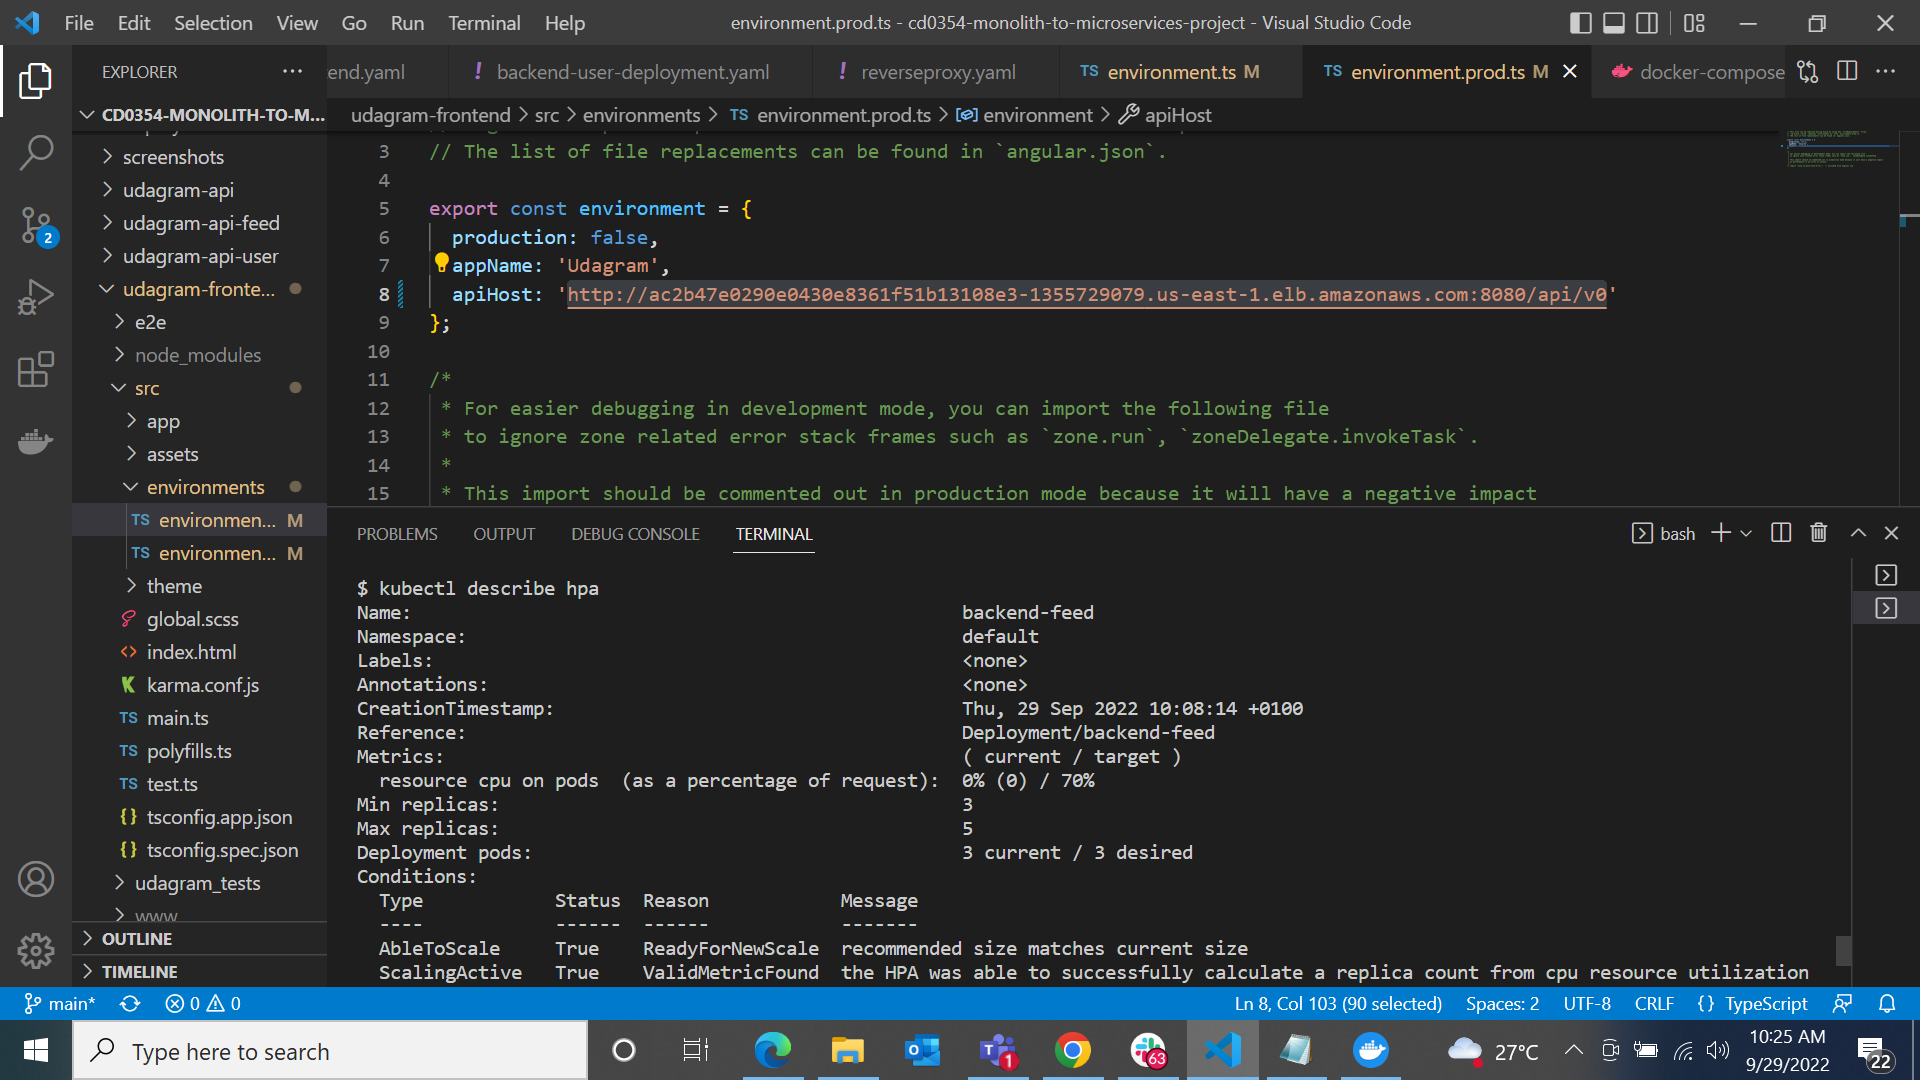 File Edit Selection View Go Run Terminal Help
environment.prod.ts - cd0354-monolith-to-microservices-project - Visual Studio Code
EXPLORER
end.yaml
! backend-user-deployment.yaml
! reverseproxy.yaml
TS environment.ts M
TS environment.prod.ts M
docker-compose
CD0354-MONOLITH-TO-M...
udagram-frontend > src > environments > TS environment.prod.ts > environment > apiHost
screenshots
udagram-api
udagram-api-feed
udagram-api-user
udagram-fronte...
e2e
node_modules
src
app
assets
environments
TS environmen... M
TS environmen... M
theme
global.scss
index.html
karma.conf.js
TS main.ts
TS polyfills.ts
TS test.ts
{} tsconfig.app.json
{} tsconfig.spec.json
udagram_tests
www
OUTLINE
TIMELINE
2
3 // The list of file replacements can be found in `angular.json`.
4
5 export const environment = {
6 production: false,
7 appName: 'Udagram',
8 apiHost: 'http://ac2b47e0290e0430e8361f51b13108e3-1355729079.us-east-1.elb.amazonaws.com:8080/api/v0'
9 };
10
11 /*
12 * For easier debugging in development mode, you can import the following file
13 * to ignore zone related error stack frames such as `zone.run`, `zoneDelegate.invokeTask`.
14 *
15 * This import should be commented out in production mode because it will have a negative impact
PROBLEMS OUTPUT DEBUG CONSOLE TERMINAL
bash
$ kubectl describe hpa
Name: backend-feed
Namespace: default
Labels: <none>
Annotations: <none>
CreationTimestamp: Thu, 29 Sep 2022 10:08:14 +0100
Reference: Deployment/backend-feed
Metrics: ( current / target )
resource cpu on pods (as a percentage of request): 0% (0) / 70%
Min replicas: 3
Max replicas: 5
Deployment pods: 3 current / 3 desired
Conditions:
Type Status Reason Message
---- ------ ------ -------
AbleToScale True ReadyForNewScale recommended size matches current size
ScalingActive True ValidMetricFound the HPA was able to successfully calculate a replica count from cpu resource utilization
main* 0 0
Ln 8, Col 103 (90 selected) Spaces: 2 UTF-8 CRLF {} TypeScript
Type here to search
1
63
27°C
10:25 AM
9/29/2022
22